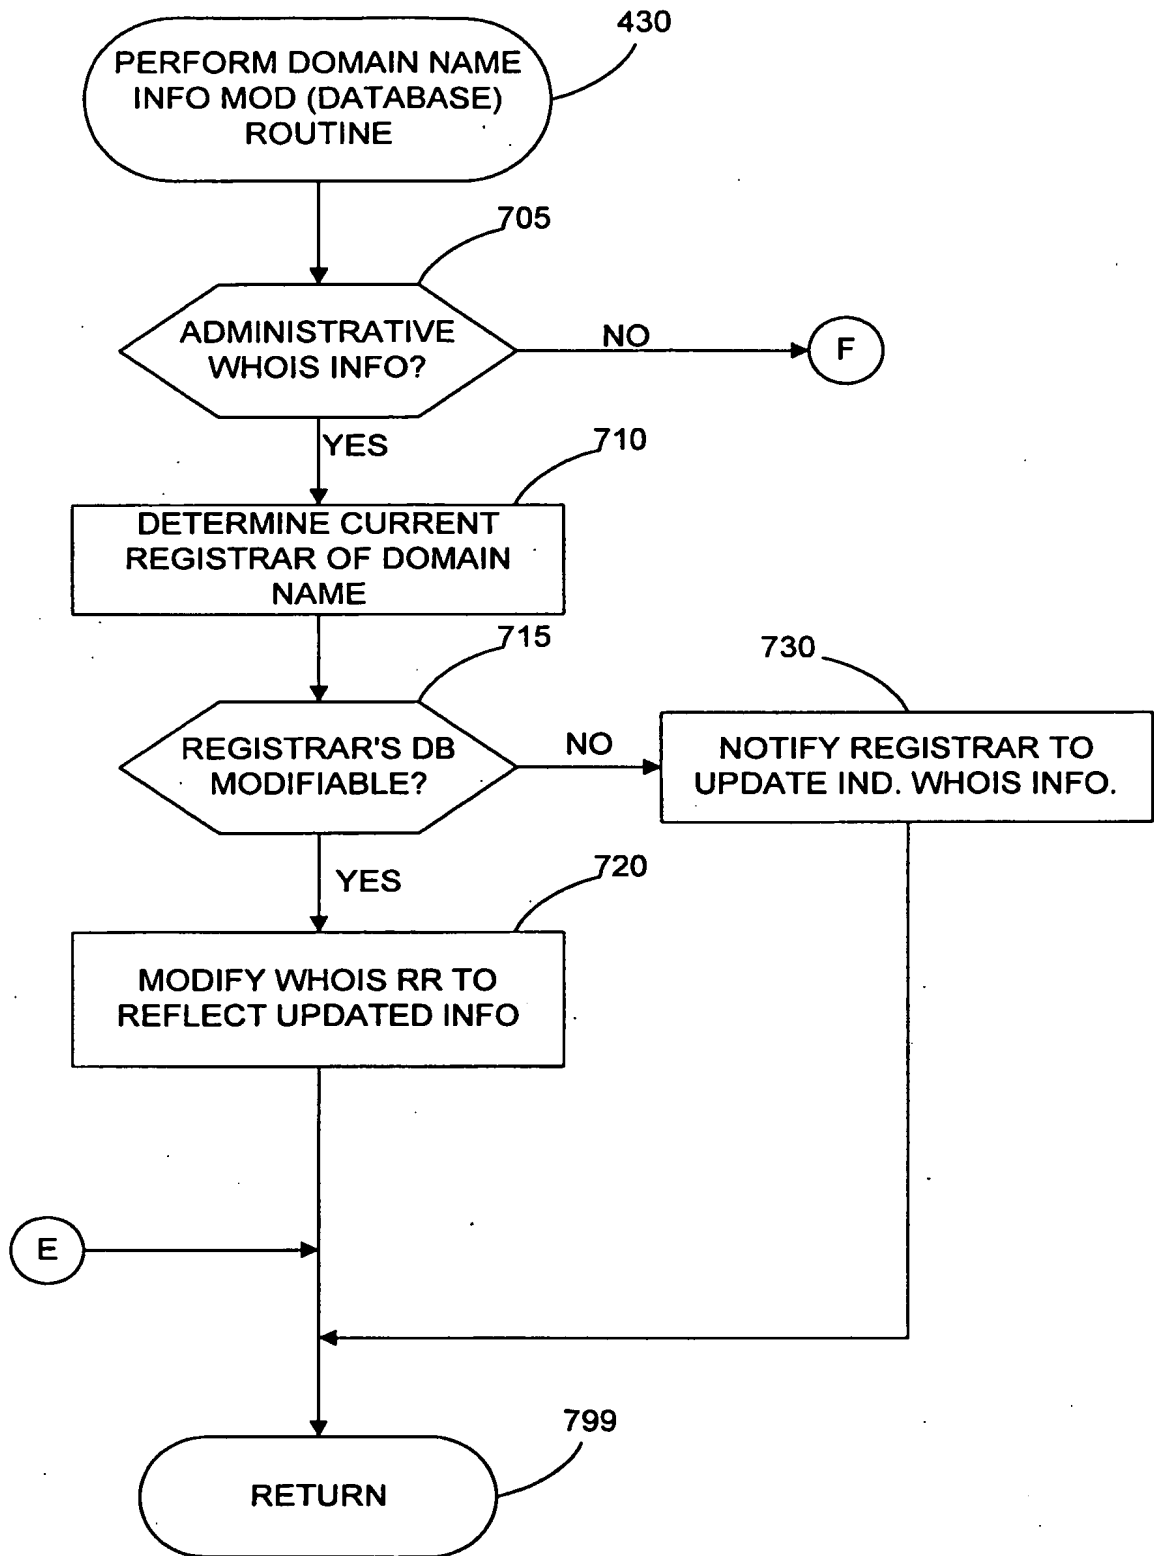 430
PERFORM DOMAIN NAME
INFO MOD (DATABASE)
ROUTINE
705
ADMINISTRATIVE
WHOIS INFO?
NO
F
YES
710
DETERMINE CURRENT
REGISTRAR OF DOMAIN
NAME
715
730
REGISTRAR'S DB
MODIFIABLE?
NO
NOTIFY REGISTRAR TO
UPDATE IND. WHOIS INFO.
YES
720
MODIFY WHOIS RR TO
REFLECT UPDATED INFO
E
799
RETURN